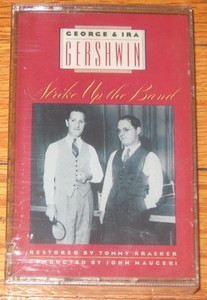 GEORGE & IRA
GERSHWIN
Strike Up the Band
RESTORED BY TOMMY KRASKER
CONDUCTED BY JOHN MAUCERI